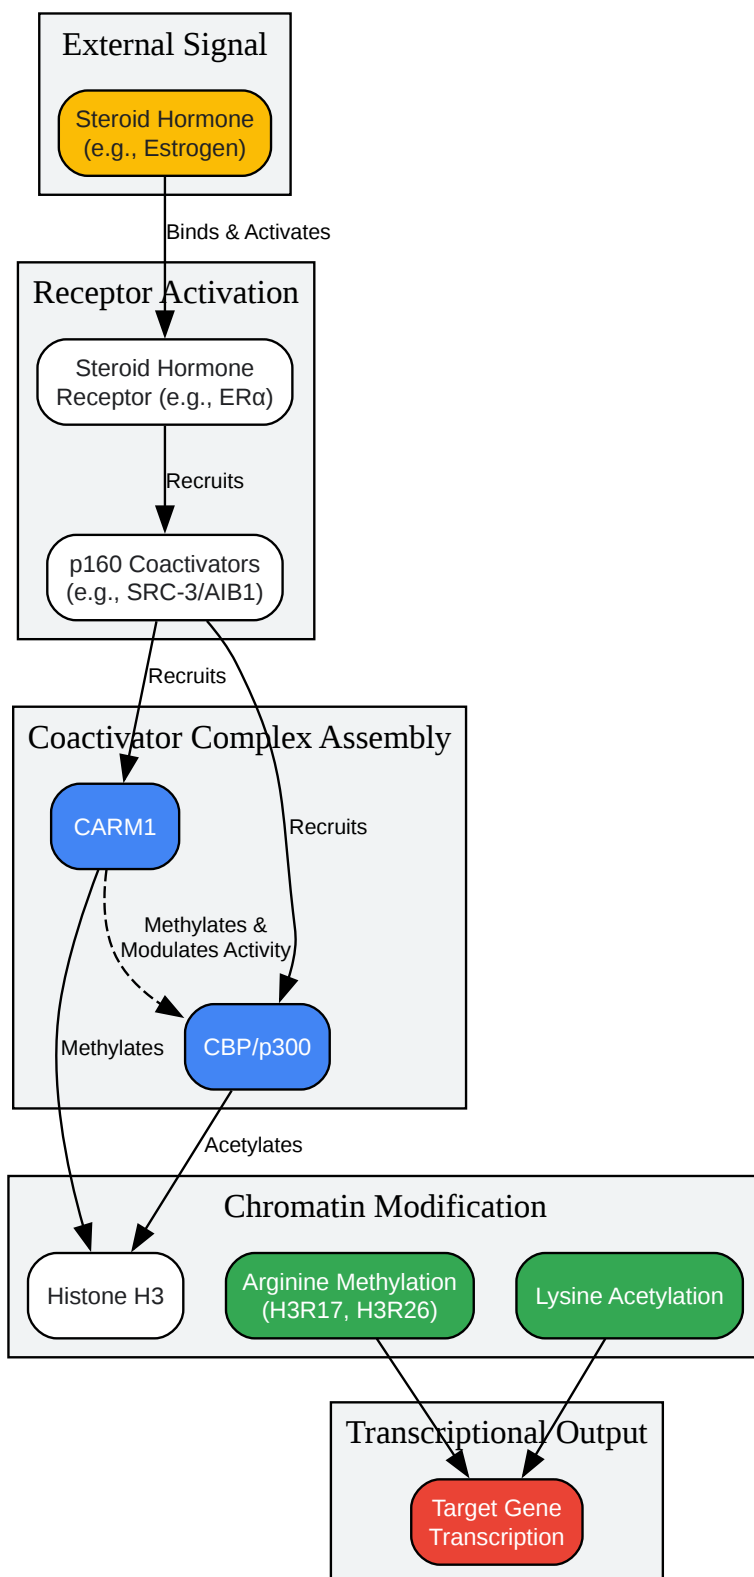 External Signal
Steroid Hormone
(e.g., Estrogen)
Binds & Activates
Receptor Activation
Steroid Hormone
Receptor (e.g., ERα)
Recruits
p160 Coactivators
(e.g., SRC-3/AIB1)
Recruits
Coactivator Complex Assembly
CARM1
Recruits
Methylates &
Modulates Activity
CBP/p300
Methylates
Acetylates
Chromatin Modification
Histone H3
Arginine Methylation
(H3R17, H3R26)
Lysine Acetylation
Transcriptional Output
Target Gene
Transcription